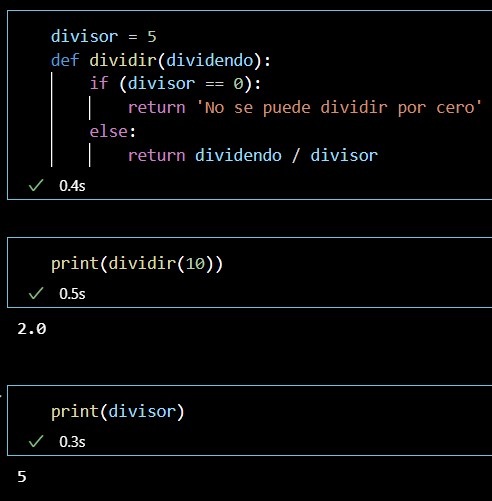 divisor = 5
def dividir(dividendo):
    if (divisor == 0):
        return 'No se puede dividir por cero'
    else:
        return dividendo / divisor
✓ 0.4s
print(dividir(10))
✓ 0.5s
2.0
print(divisor)
✓ 0.3s
5